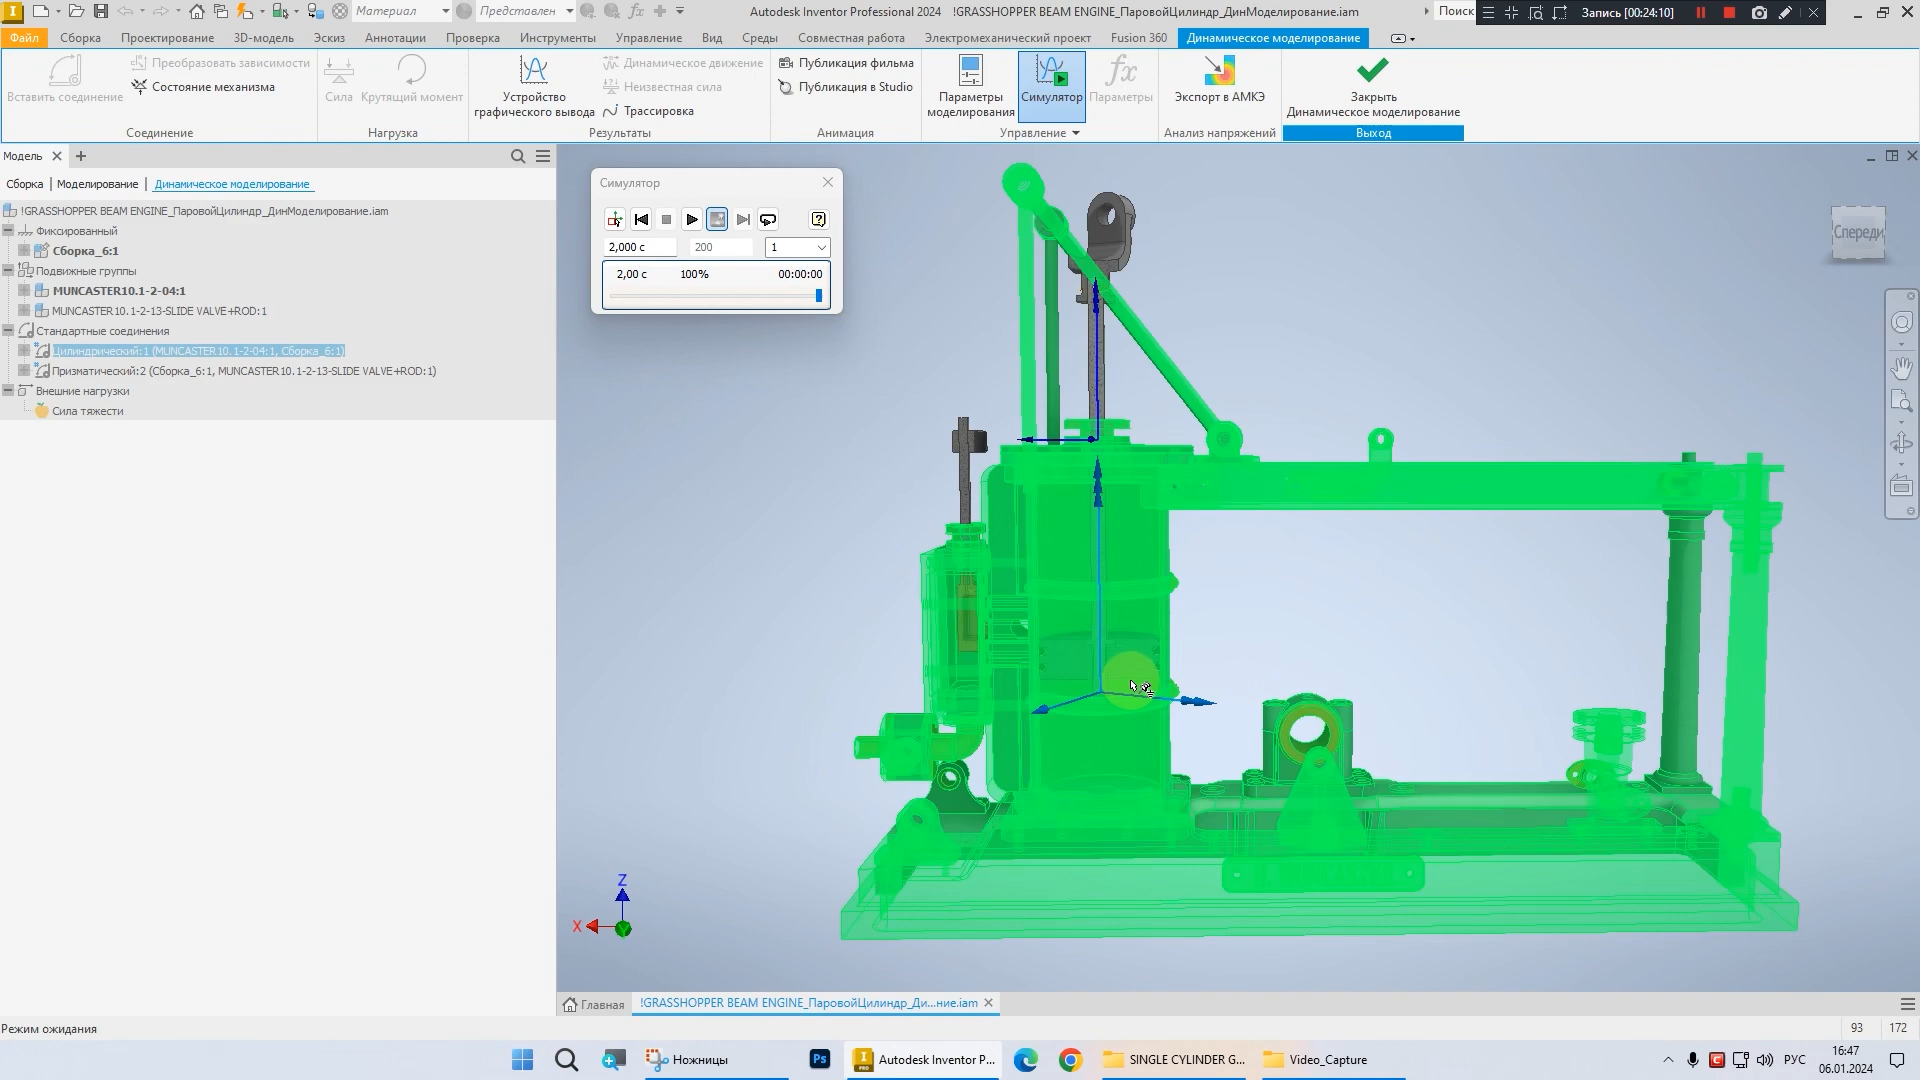 Материал
Представлен
Autodesk Inventor Professional 2024 !GRASSHOPPER BEAM ENGINE_ПаровойЦилиндр_ДинМоделирование.iam
Поиск
Запись [00:24:10]
Файл Сборка Проектирование 3D-модель Эскиз Аннотации Проверка Инструменты Управление Вид Среды Совместная работа Электромеханический проект Fusion 360 Динамическое моделирование
Вставить соединение
Преобразовать зависимости
Состояние механизма
Соединение
Сила
Крутящий момент
Нагрузка
Устройство
графического вывода
Динамическое движение
Неизвестная сила
Трассировка
Результаты
Публикация фильма
Публикация в Studio
Анимация
Параметры
моделирования
Симулятор
fx
Параметры
Управление
Экспорт в АМКЭ
Анализ напряжений
Закрыть
Динамическое моделирование
Выход
Модель
Сборка Моделирование Динамическое моделирование
!GRASSHOPPER BEAM ENGINE_ПаровойЦилиндр_ДинМоделирование.iam
Фиксированный
Сборка_6:1
Подвижные группы
MUNCASTER10.1-2-04:1
MUNCASTER10.1-2-13-SLIDE VALVE+ROD:1
Стандартные соединения
Цилиндрический:1 (MUNCASTER10.1-2-04:1, Сборка_6:1)
Призматический:2 (Сборка_6:1, MUNCASTER10.1-2-13-SLIDE VALVE+ROD:1)
Внешние нагрузки
Сила тяжести
Симулятор
2,000 с
200
1
2,00 с
100%
00:00:00
Спереди
Z
X
Y
Главная
!GRASSHOPPER BEAM ENGINE_ПаровойЦилиндр_Ди...ние.iam
Режим ожидания
93
172
Ножницы
Ps
Autodesk Inventor P...
SINGLE CYLINDER G...
Video_Capture
РУС
16:47
06.01.2024